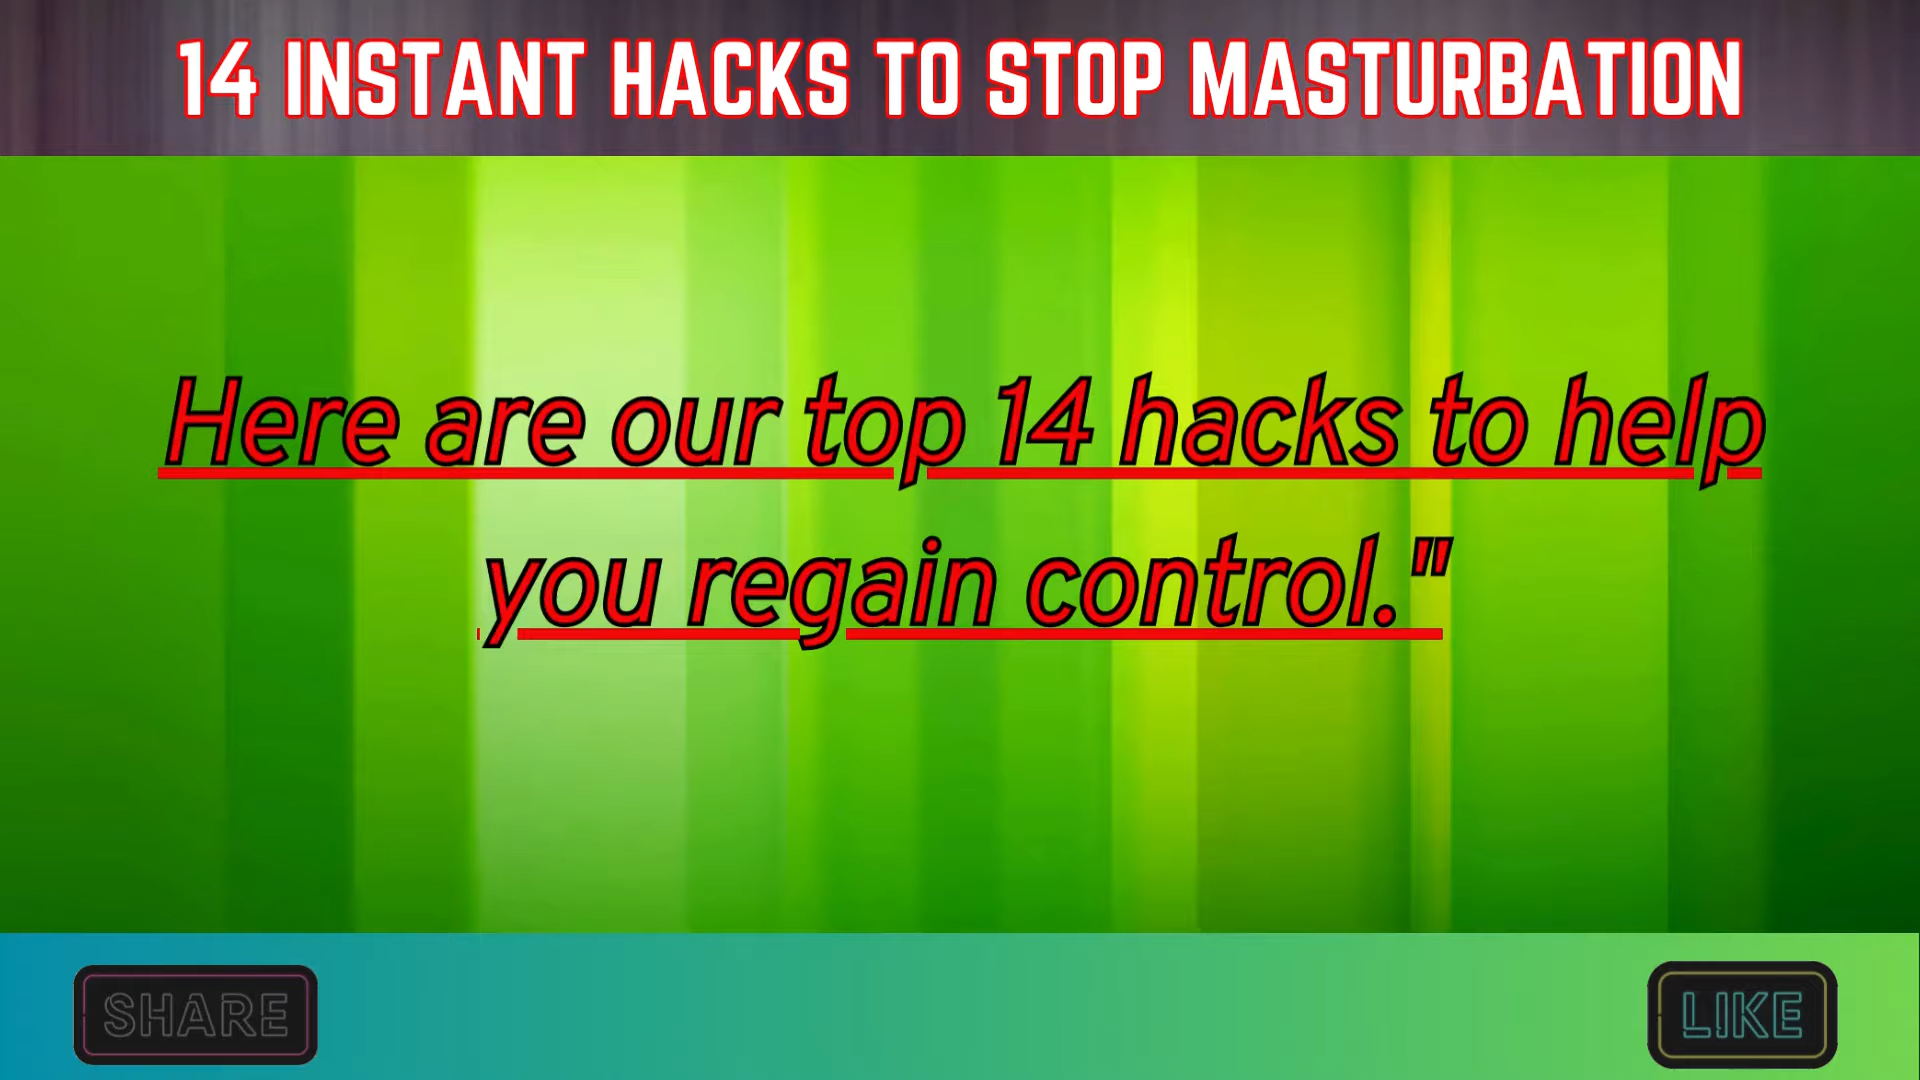 14 INSTANT HACKS TO STOP MASTURBATION
Here are our top 14 hacks to help
you regain control."
SHARE
LIKE